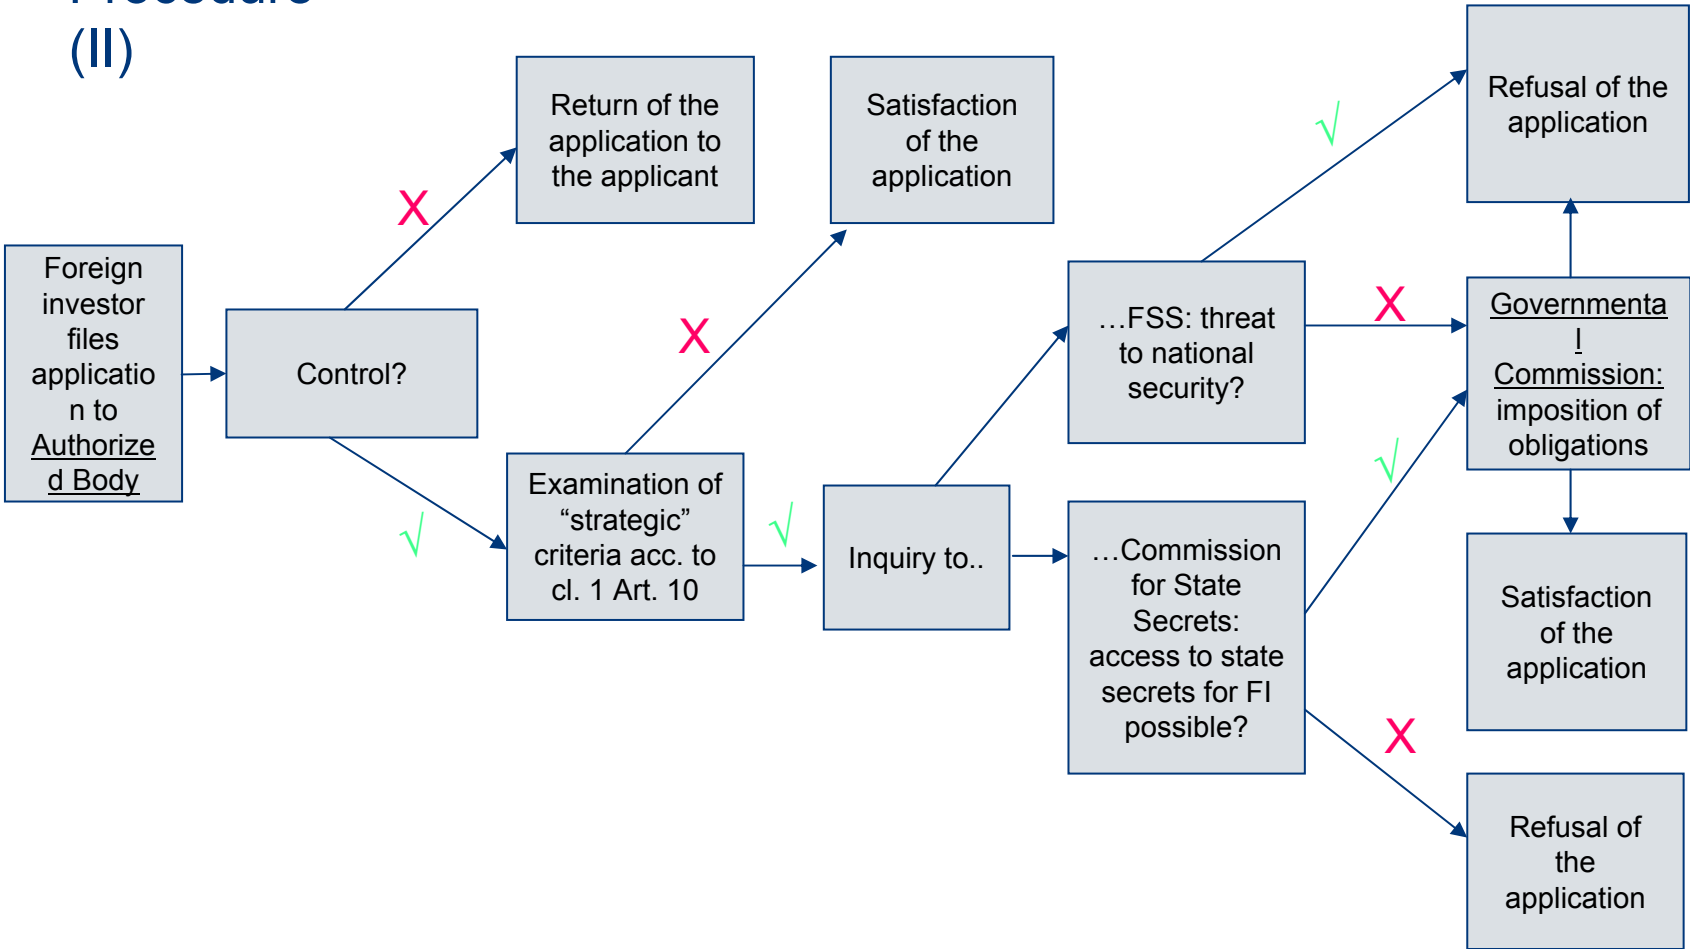 Procedure
(II)
Return of the
application to
the applicant
Satisfaction
of the
application
Refusal of the
application
√
X
Foreign
investor
files
applicatio
n to
Authorize
d Body
Control?
X
√
Examination of
“strategic”
criteria acc. to
cl. 1 Art. 10
√
Inquiry to..
…FSS: threat
to national
security?
X
Governmenta
l
Commission:
imposition of
obligations
…Commission
for State
Secrets:
access to state
secrets for FI
possible?
√
Satisfaction
of the
application
X
Refusal of
the
application